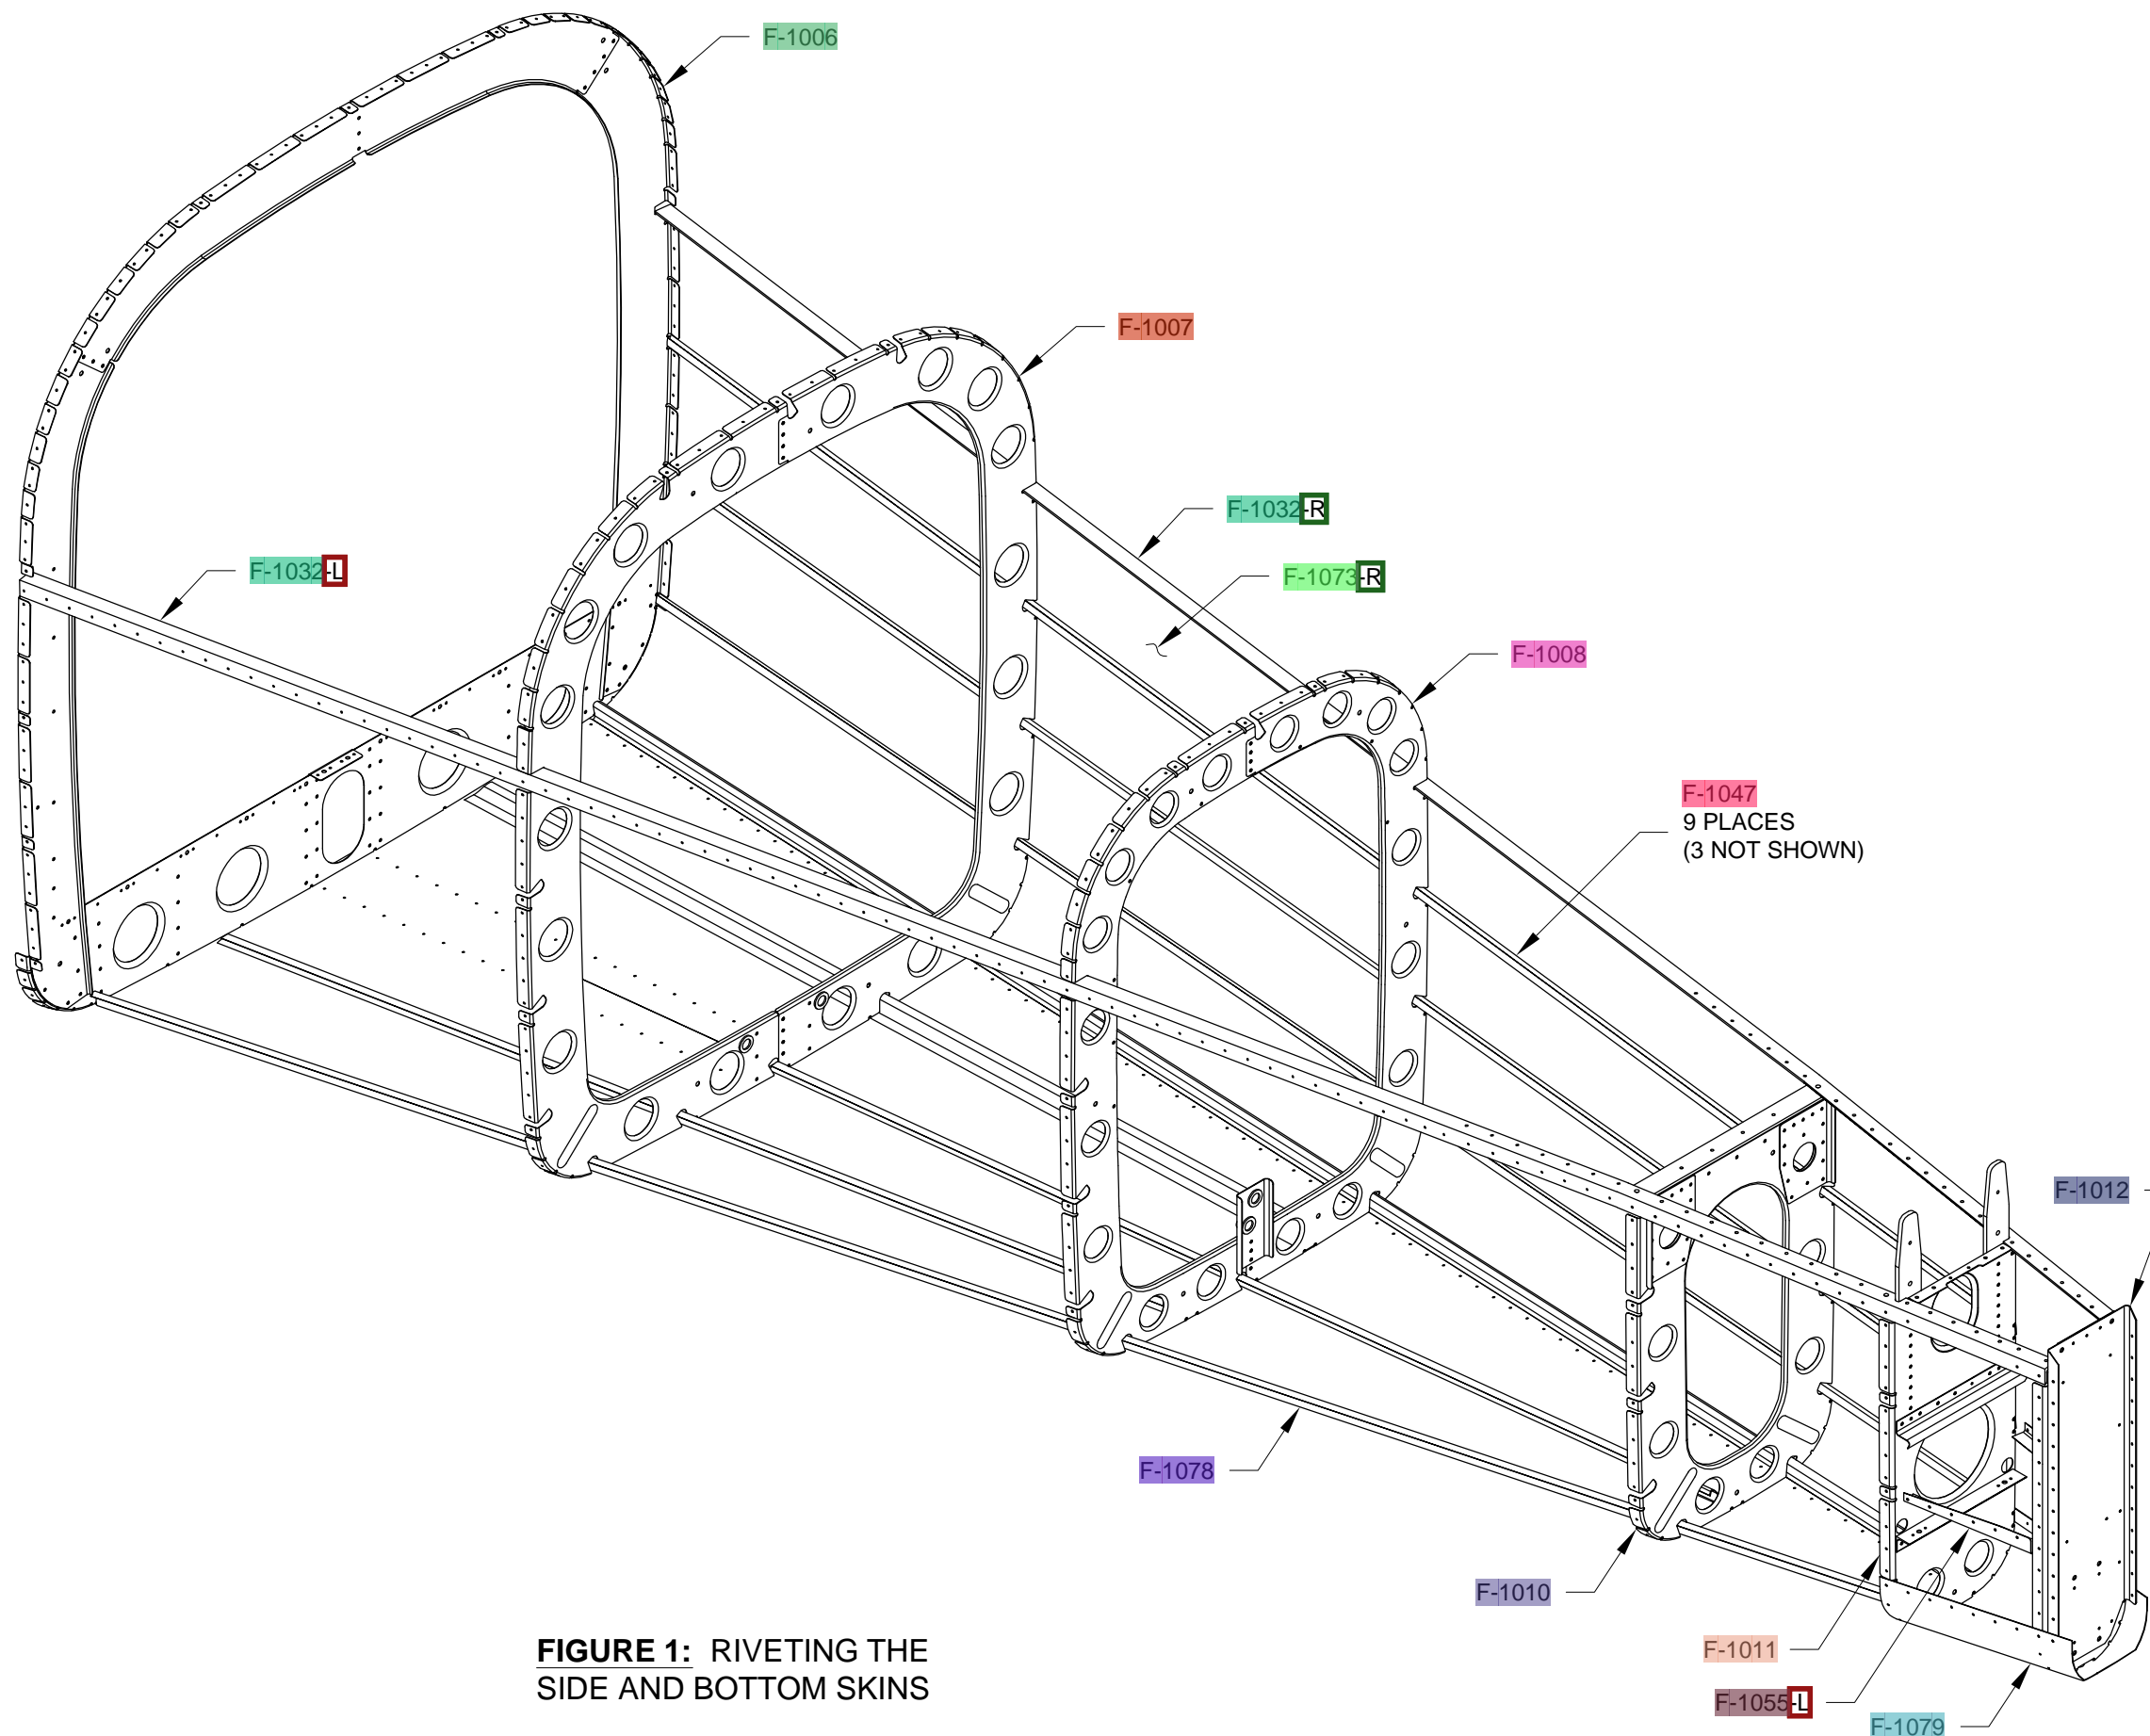 F-1006
F-1007
F-1032-R
F-1032-L
F-1073-R
F-1008
F-1047
9 PLACES
(3 NOT SHOWN)
F-1012
F-1078
F-1010
F-1011
F-1055-L
F-1079
FIGURE 1: RIVETING THE
SIDE AND BOTTOM SKINS